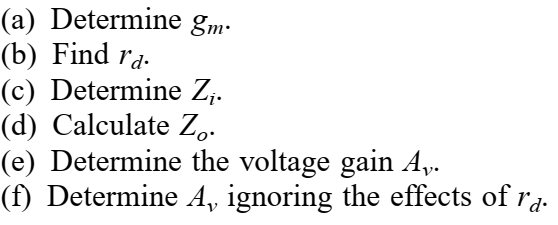 (a) Determine gm.
(b) Find rd.
(c) Determine Zi.
(d) Calculate Zo.
(e) Determine the voltage gain Av.
(f) Determine Av ignoring the effects of rd.